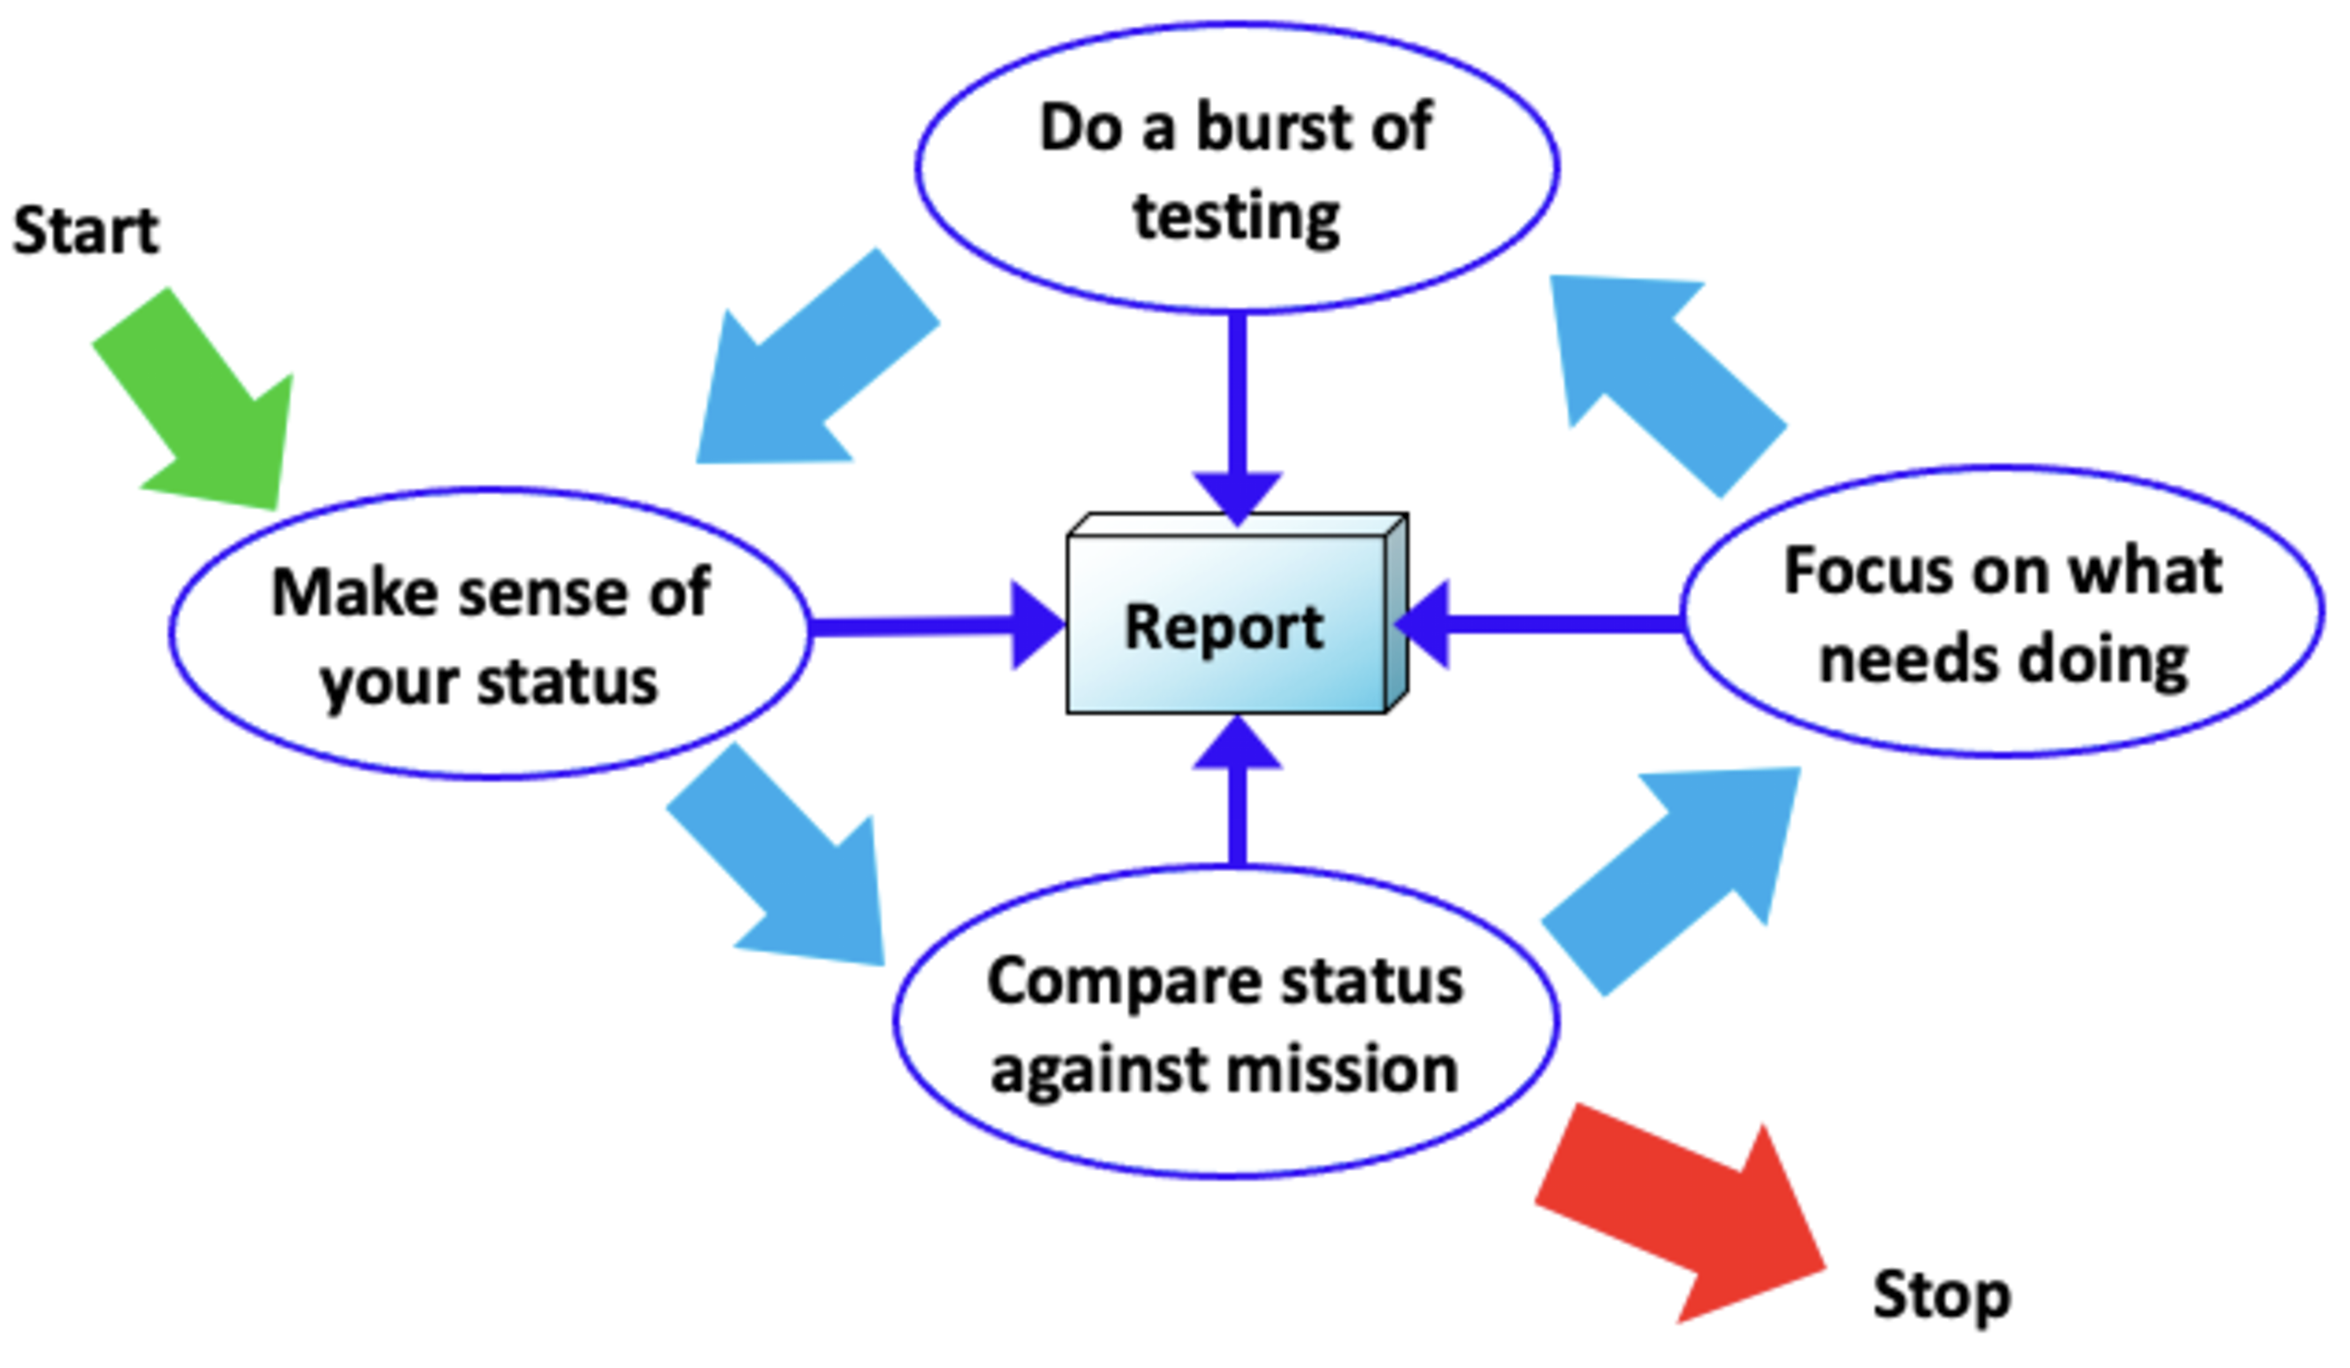 Do a burst of
testing
Start
Make sense of
your status
Report
Focus on what
needs doing
Compare status
against mission
Stop